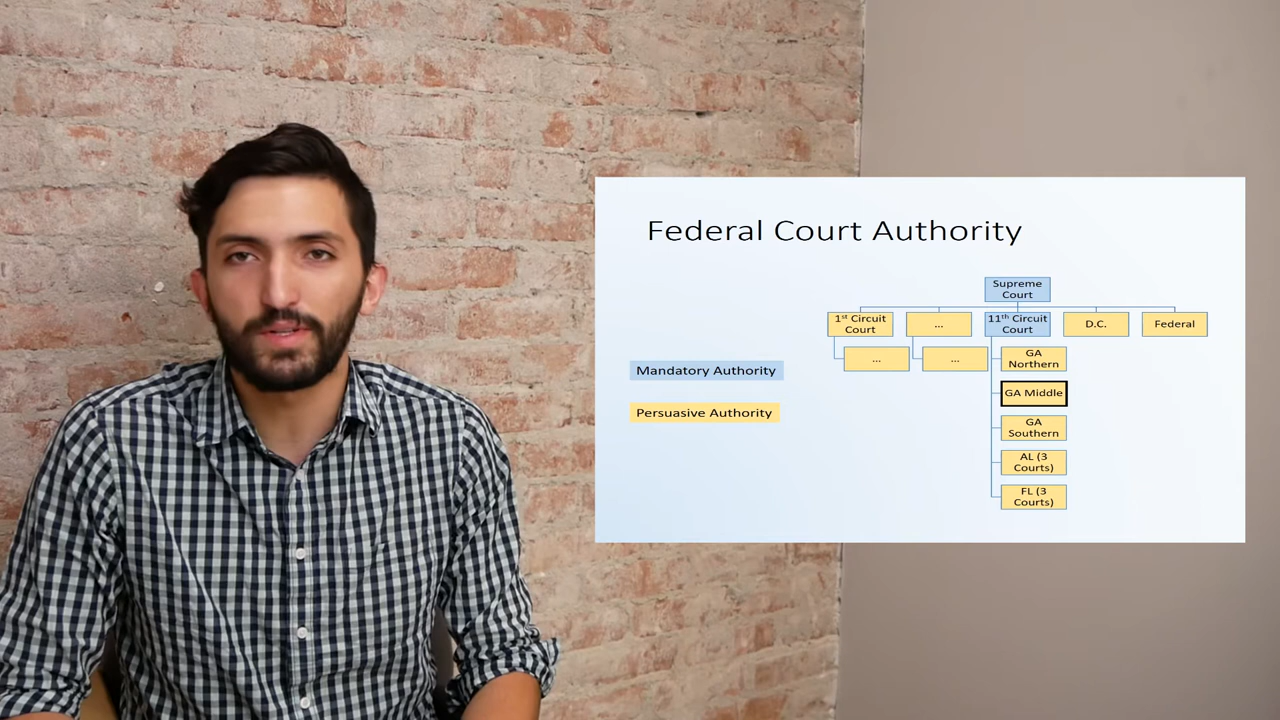 Federal Court Authority
Supreme
Court
1st Circuit
Court
...
11th Circuit
Court
D.C.
Federal
...
...
GA
Northern
Mandatory Authority
GA Middle
Persuasive Authority
GA
Southern
AL (3
Courts)
FL (3
Courts)